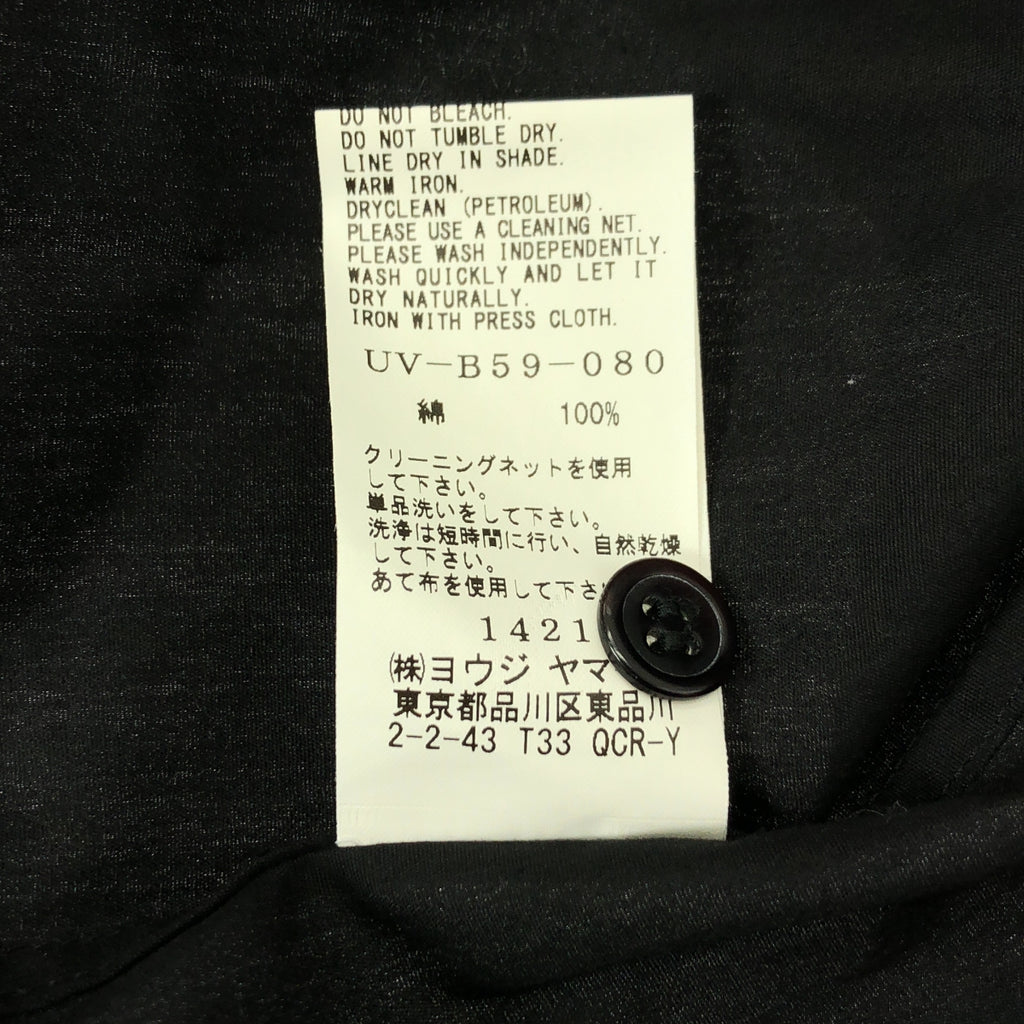 DO NOT BLEACH.
DO NOT TUMBLE DRY.
LINE DRY IN SHADE.
WARM IRON.
DRYCLEAN (PETROLEUM).
PLEASE USE A CLEANING NET.
PLEASE WASH INDEPENDENTLY.
WASH QUICKLY AND LET IT
DRY NATURALLY.
IRON WITH PRESS CLOTH.
UV-B59-080
綿 100%
クリーニングネットを使用
して下さい。
単品洗いをして下さい。
洗浄は短時間に行い、自然乾燥
して下さい。
あて布を使用して下さ
1421
(株)ヨウジ ヤマ
東京都品川区東品川
2-2-43 T33 QCR-Y